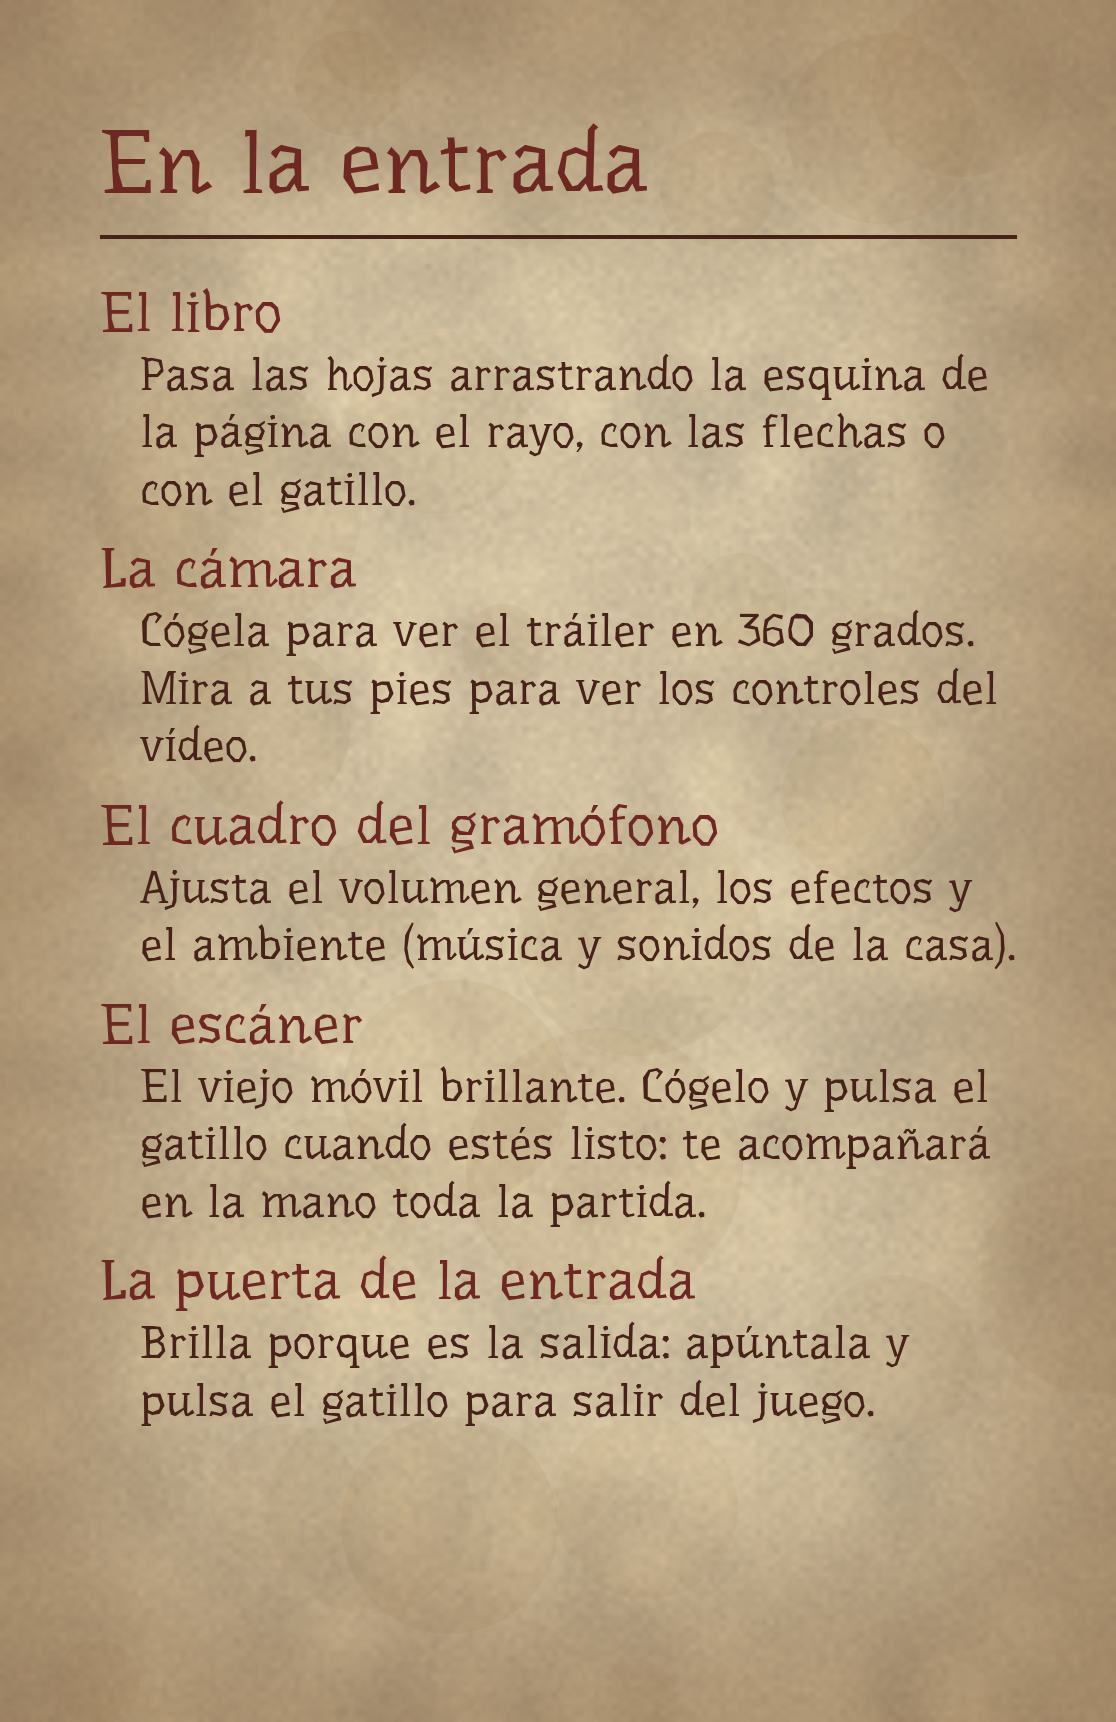 En la entrada
El libro
Pasa las hojas arrastrando la esquina de
la página con el rayo, con las flechas o
con el gatillo.
La cámara
Cógela para ver el tráiler en 360 grados.
Mira a tus pies para ver los controles del
vídeo.
El cuadro del gramófono
Ajusta el volumen general, los efectos y
el ambiente (música y sonidos de la casa).
El escáner
El viejo móvil brillante. Cógelo y pulsa el
gatillo cuando estés listo: te acompañará
en la mano toda la partida.
La puerta de la entrada
Brilla porque es la salida: apúntala y
pulsa el gatillo para salir del juego.